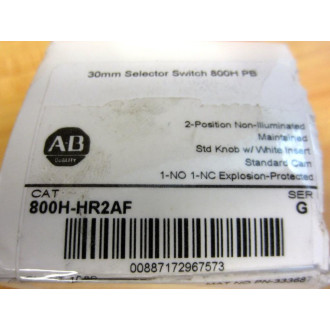 30mm Selector Switch 800H PB
AB
QUALITY
2-Position Non-Illuminated
Maintained
Std Knob w/ White Insert
Standard Cam
1-NO 1-NC Explosion-Protected
CAT
800H-HR2AF
SER
G
00887172967573